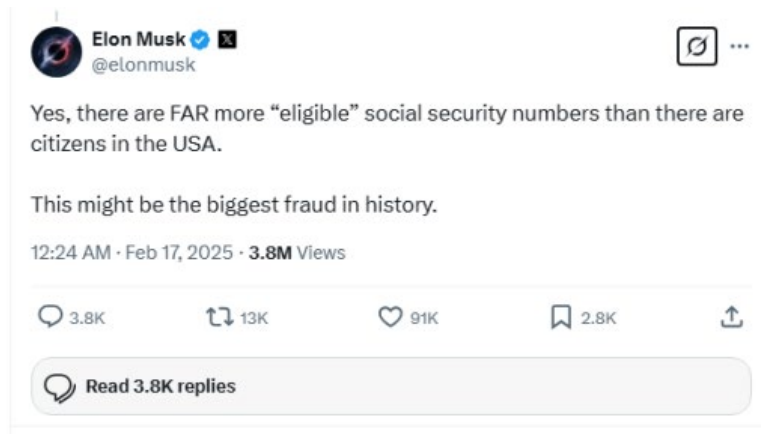 Elon Musk
@elonmusk
Yes, there are FAR more “eligible” social security numbers than there are
citizens in the USA.
This might be the biggest fraud in history.
12:24 AM · Feb 17, 2025 · 3.8M Views
3.8K 13K 91K 2.8K
Read 3.8K replies